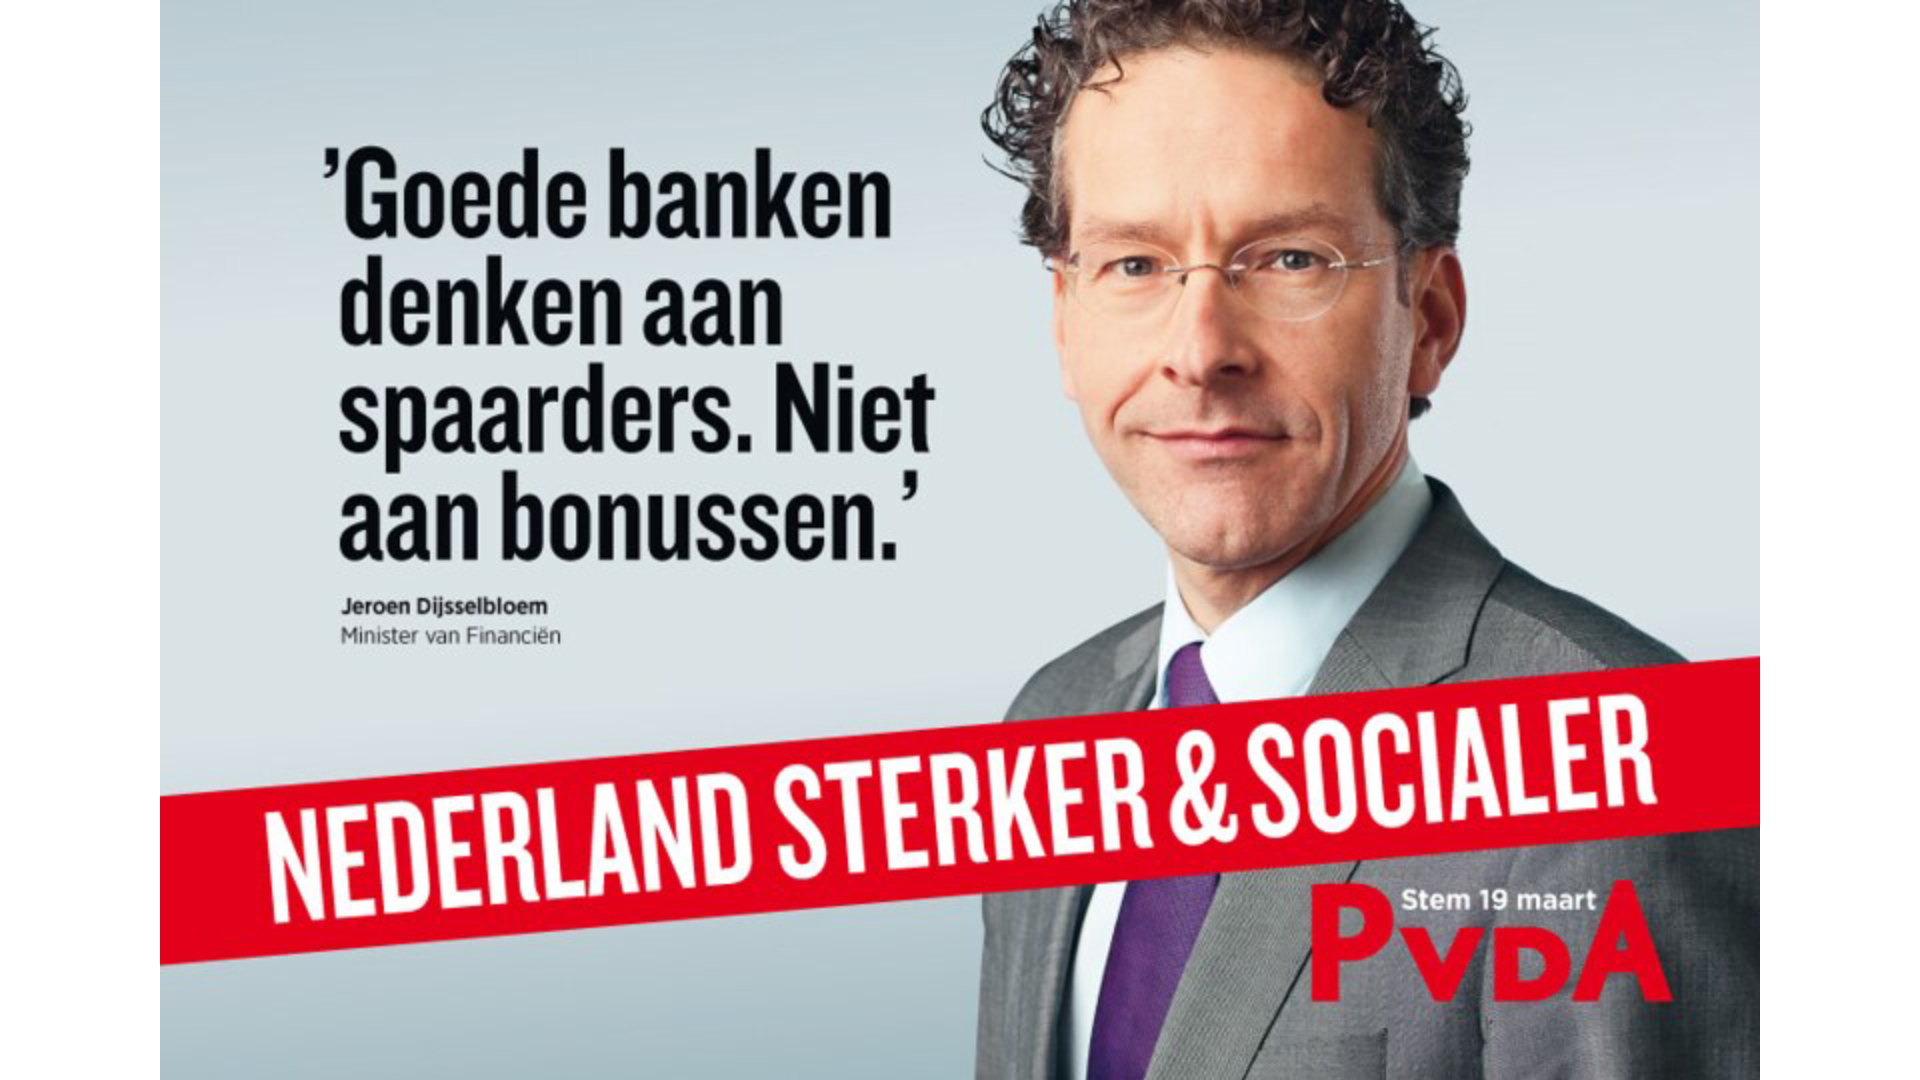 ’Goede banken
denken aan
spaarders. Niet
aan bonussen.’
Jeroen Dijsselbloem
Minister van Financiën
NEDERLAND STERKER & SOCIALER
Stem 19 maart
PvdA